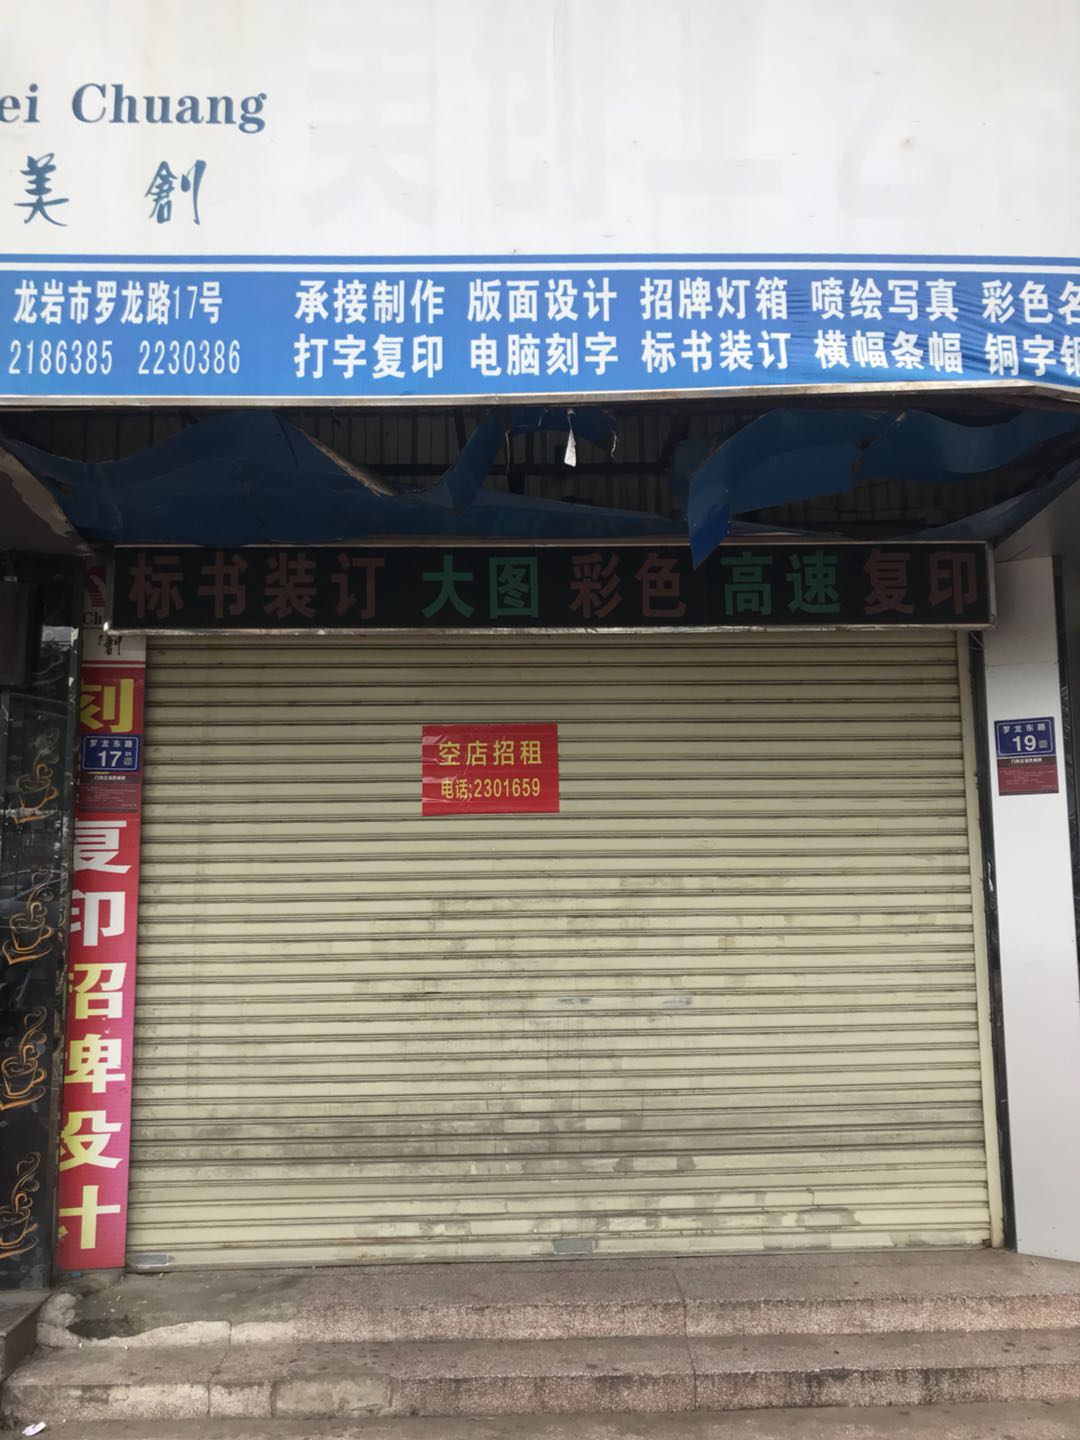 ei Chuang
美 創
龙岩市罗龙路17号
2186385 2230386
承接制作 版面设计 招牌灯箱 喷绘写真 彩色名
打字复印 电脑刻字 标书装订 横幅条幅 铜字
标书装订 大图 彩色 高速 复印
創
刻
罗龙东路
17
复印招牌设计
空店招租
电话:2301659
罗龙东路
19